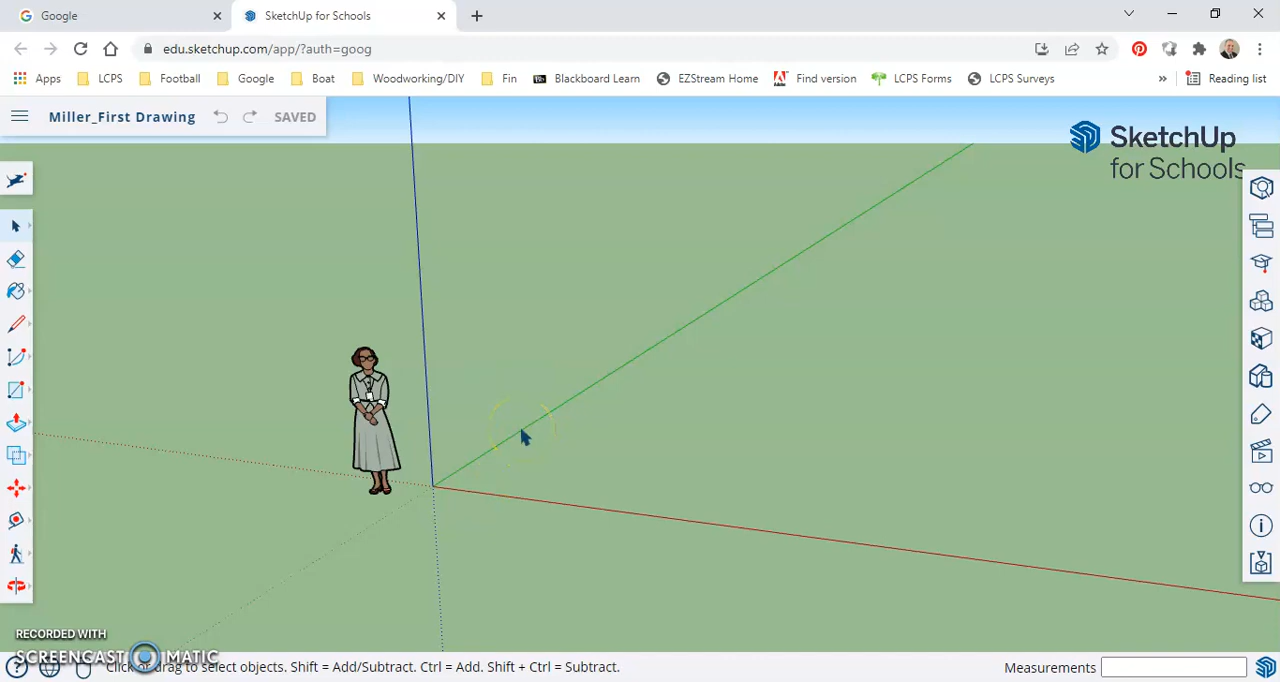 Google
SketchUp for Schools
edu.sketchup.com/app/?auth=goog
Apps LCPS Football Google Boat Woodworking/DIY Fin Blackboard Learn EZStream Home Find version LCPS Forms LCPS Surveys » Reading list
Miller_First Drawing SAVED
SketchUp
for Schools
RECORDED WITH
SCREENCAST MATIC
Click or drag to select objects. Shift = Add/Subtract. Ctrl = Add. Shift + Ctrl = Subtract.
Measurements